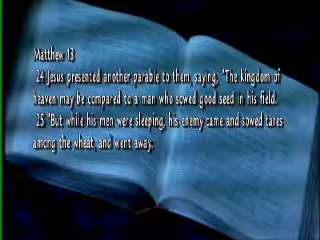 Matthew 13
24 Jesus presented another parable to them, saying, "The kingdom of
heaven may be compared to a man who sowed good seed in his field.
25 "But while his men were sleeping, his enemy came and sowed tares
among the wheat, and went away.